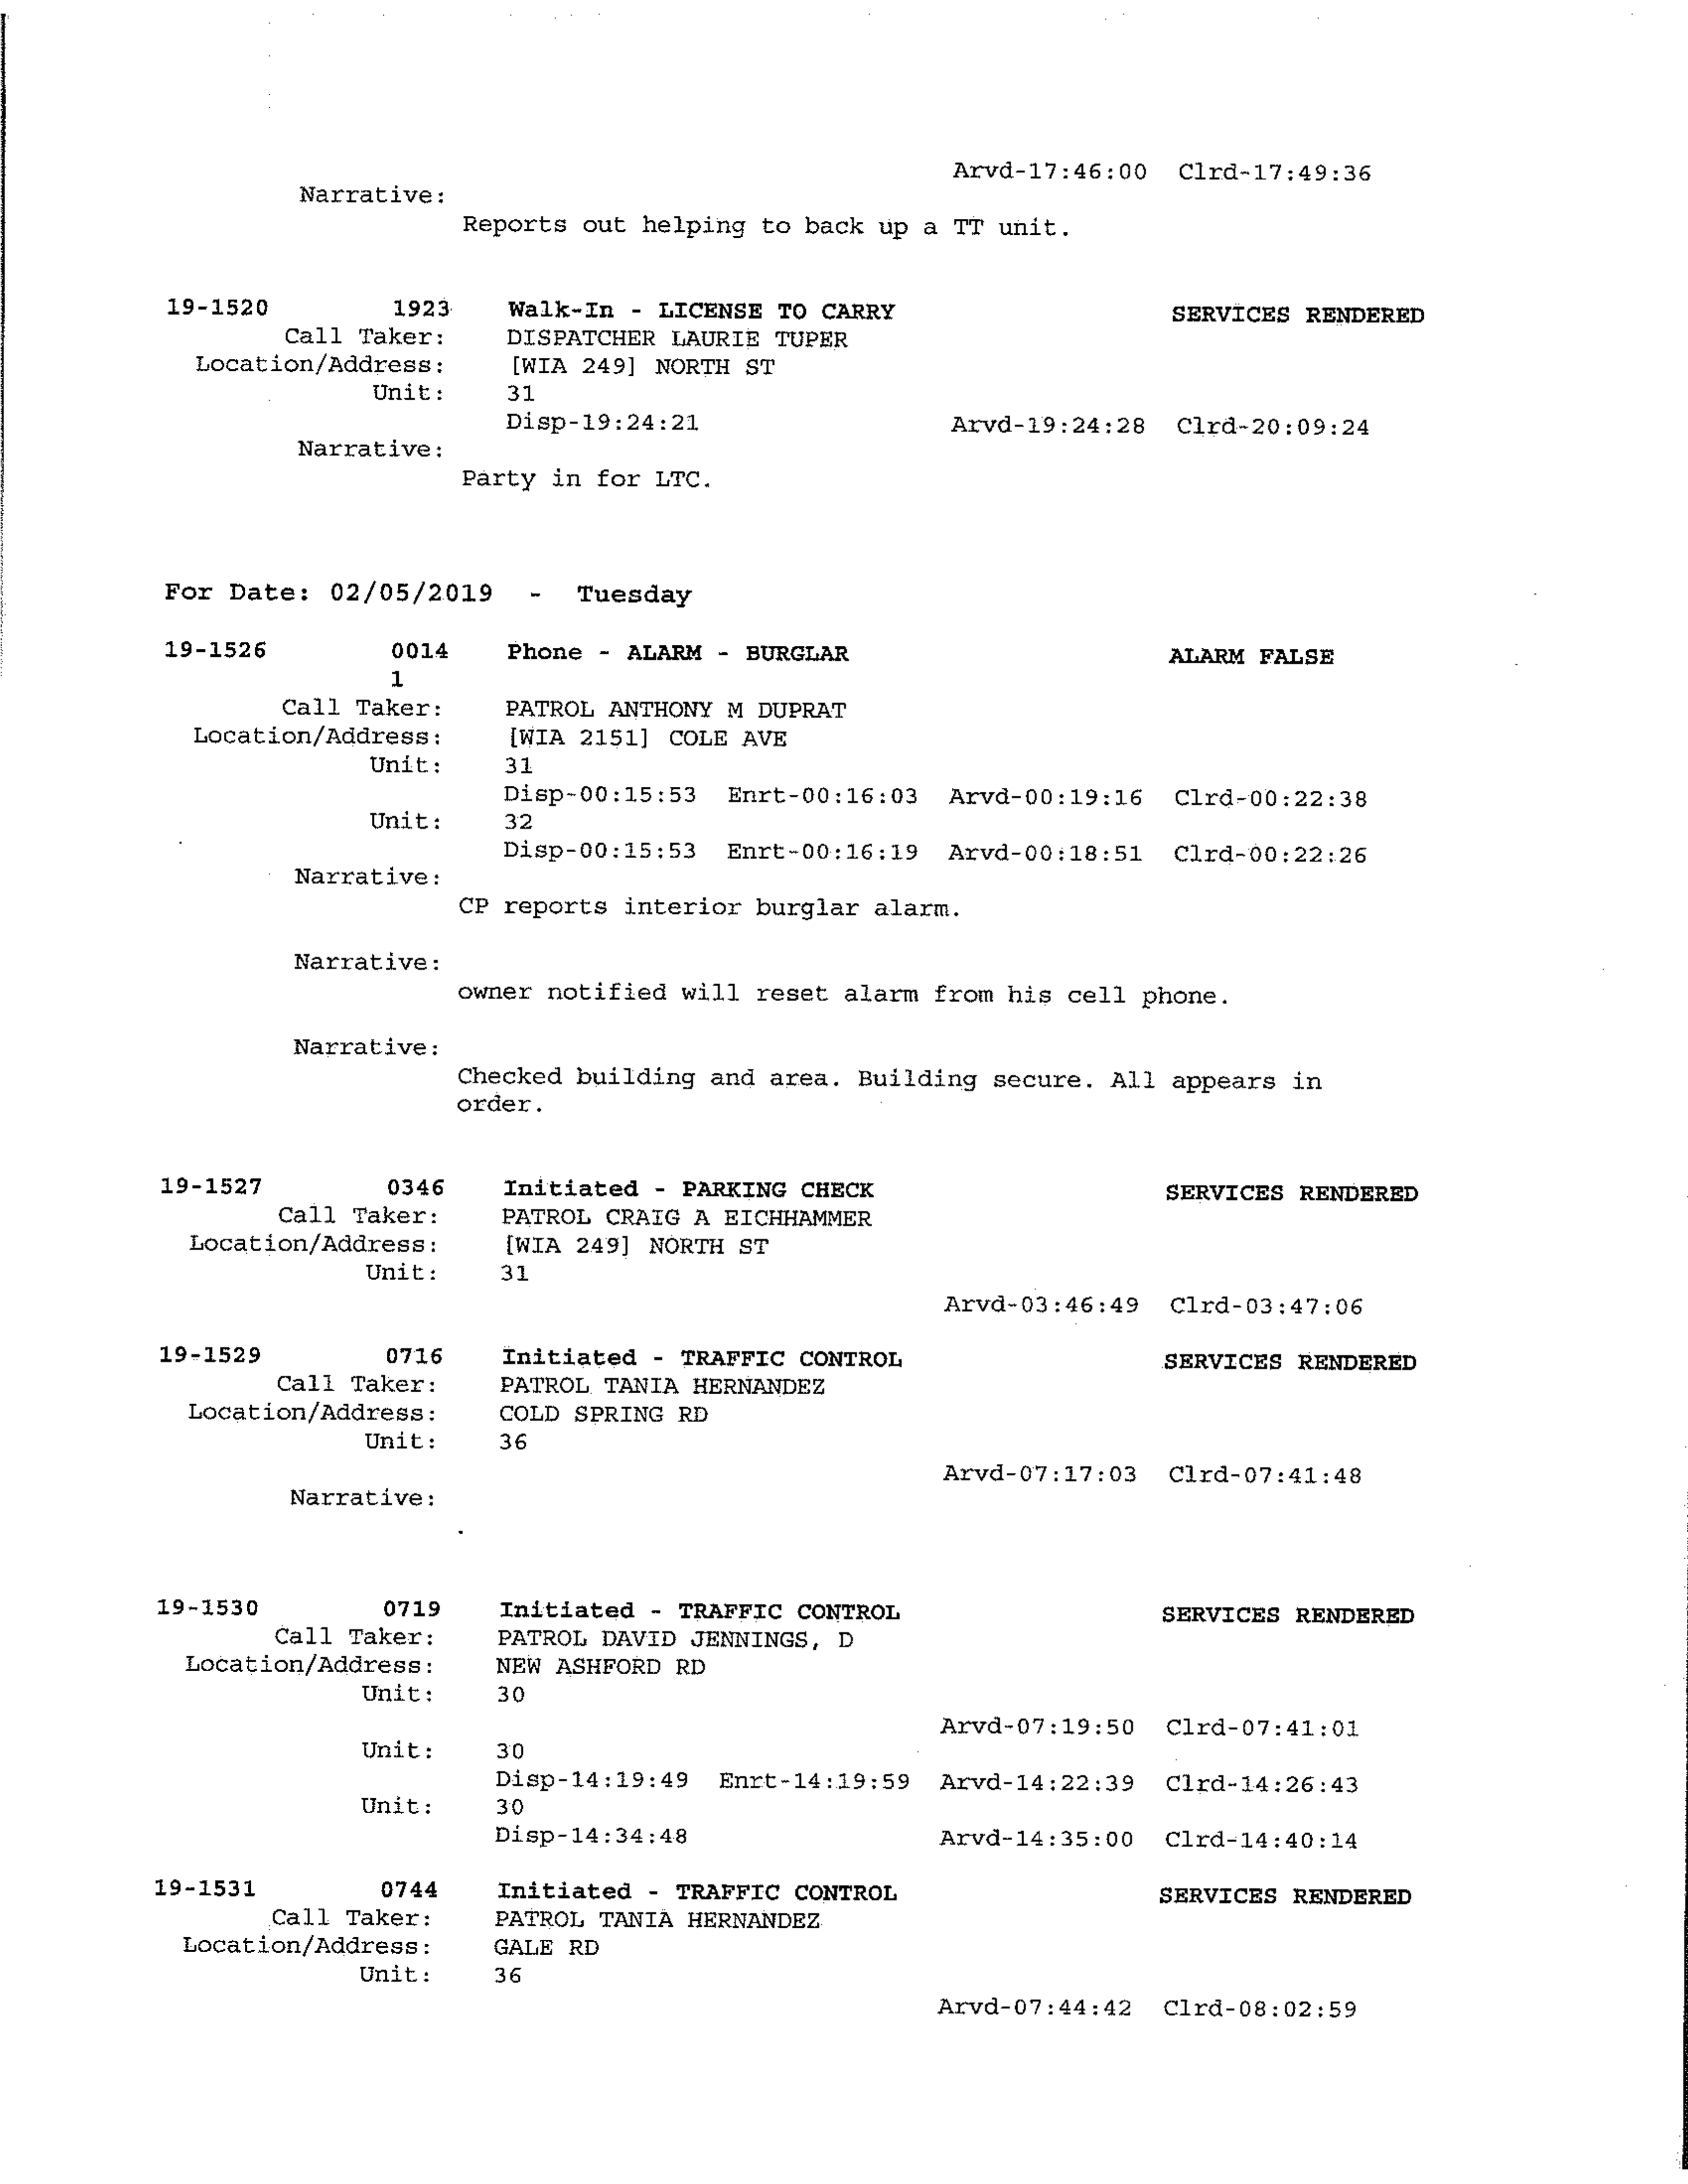 Arvd-17:46:00 Clrd-17:49:36
Narrative:
Reports out helping to back up a TT unit.
19-1520 1923 Walk-In - LICENSE TO CARRY SERVICES RENDERED
Call Taker: DISPATCHER LAURIE TUPER
Location/Address: [WIA 249] NORTH ST
Unit: 31
Disp-19:24:21 Arvd-19:24:28 Clrd-20:09:24
Narrative:
Party in for LTC.
For Date: 02/05/2019 - Tuesday
19-1526 0014 Phone - ALARM - BURGLAR ALARM FALSE
1
Call Taker: PATROL ANTHONY M DUPRAT
Location/Address: [WIA 2151] COLE AVE
Unit: 31
Disp-00:15:53 Enrt-00:16:03 Arvd-00:19:16 Clrd-00:22:38
Unit: 32
Disp-00:15:53 Enrt-00:16:19 Arvd-00:18:51 Clrd-00:22:26
Narrative:
CP reports interior burglar alarm.
Narrative:
owner notified will reset alarm from his cell phone.
Narrative:
Checked building and area. Building secure. All appears in
order.
19-1527 0346 Initiated - PARKING CHECK SERVICES RENDERED
Call Taker: PATROL CRAIG A EICHHAMMER
Location/Address: [WIA 249] NORTH ST
Unit: 31
Arvd-03:46:49 Clrd-03:47:06
19-1529 0716 Initiated - TRAFFIC CONTROL SERVICES RENDERED
Call Taker: PATROL TANIA HERNANDEZ
Location/Address: COLD SPRING RD
Unit: 36
Arvd-07:17:03 Clrd-07:41:48
Narrative:
.
19-1530 0719 Initiated - TRAFFIC CONTROL SERVICES RENDERED
Call Taker: PATROL DAVID JENNINGS, D
Location/Address: NEW ASHFORD RD
Unit: 30
Arvd-07:19:50 Clrd-07:41:01
Unit: 30
Disp-14:19:49 Enrt-14:19:59 Arvd-14:22:39 Clrd-14:26:43
Unit: 30
Disp-14:34:48 Arvd-14:35:00 Clrd-14:40:14
19-1531 0744 Initiated - TRAFFIC CONTROL SERVICES RENDERED
Call Taker: PATROL TANIA HERNANDEZ
Location/Address: GALE RD
Unit: 36
Arvd-07:44:42 Clrd-08:02:59